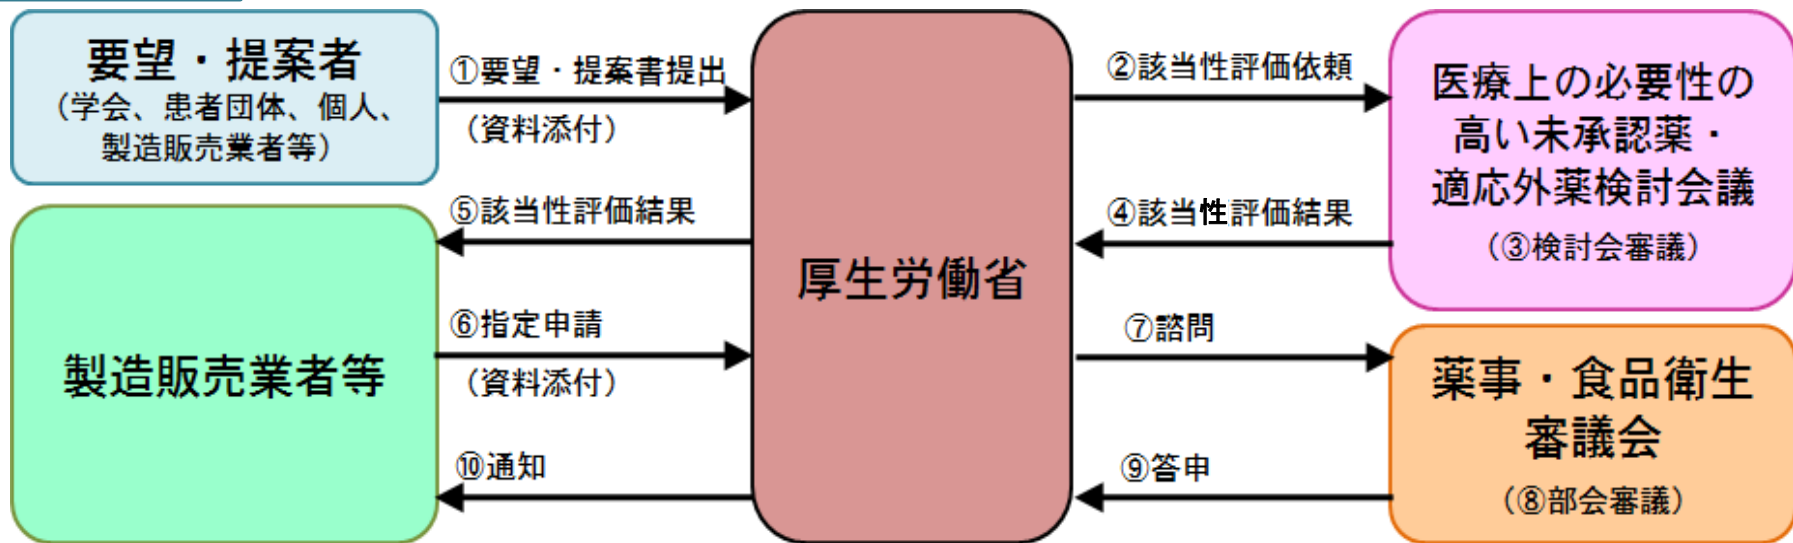 要望・提案者
（学会、患者団体、個人、
製造販売業者等）
①要望・提案書提出
（資料添付）
②該当性評価依頼
医療上の必要性の
高い未承認薬・
適応外薬検討会議
（③検討会審議）
④該当性評価結果
⑤該当性評価結果
厚生労働省
製造販売業者等
⑥指定申請
（資料添付）
⑦諮問
薬事・食品衛生
審議会
（⑧部会審議）
⑨答申
⑩通知